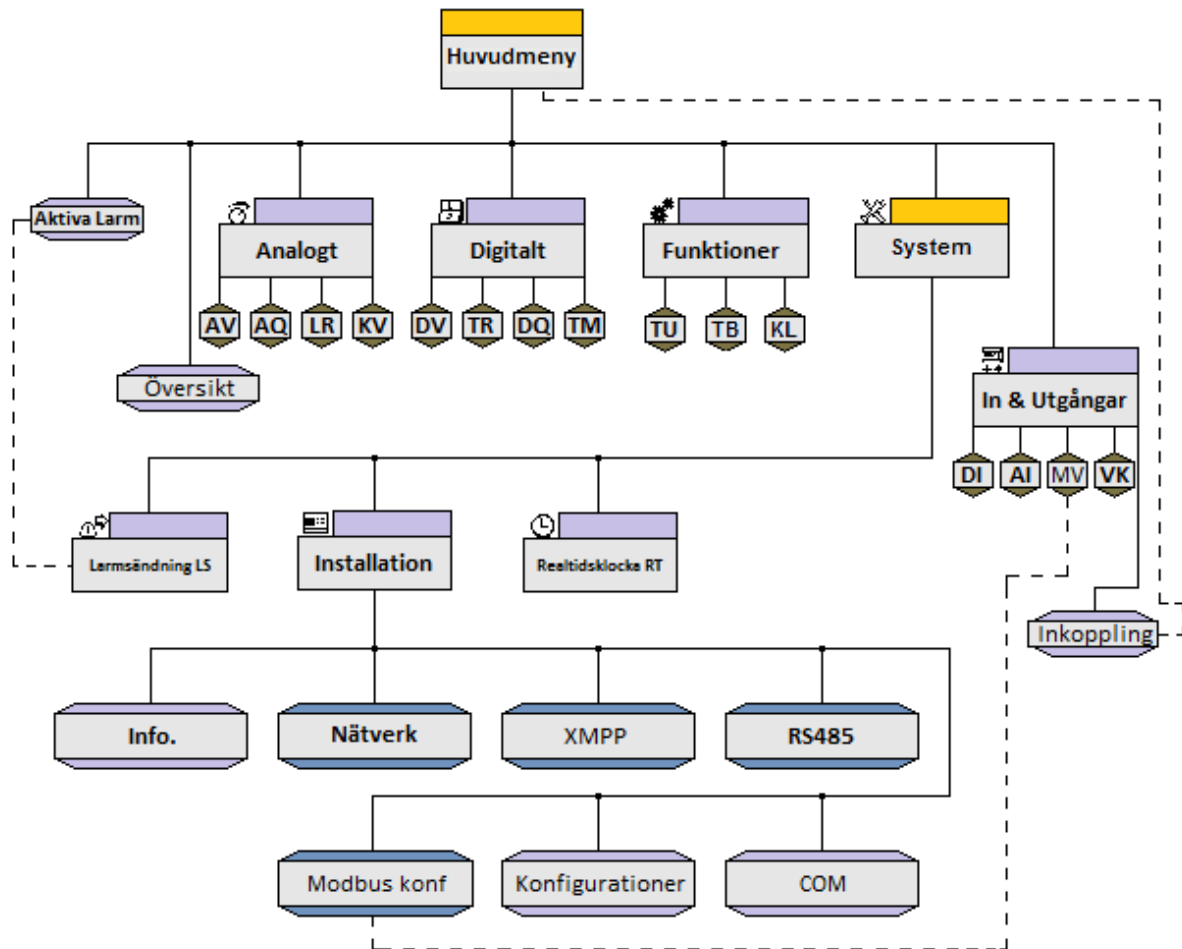 Huvudmeny
Aktiva Larm
Analogt
Digitalt
Funktioner
System
AV AQ LR KV DV TR DQ TM TU TB KL
Översikt
In & Utgångar
DI AI MV VK
Larmsändning LS
Installation
Realtidsklocka RT
Inkoppling
Info.
Nätverk
XMPP
RS485
Modbus konf
Konfigurationer
COM